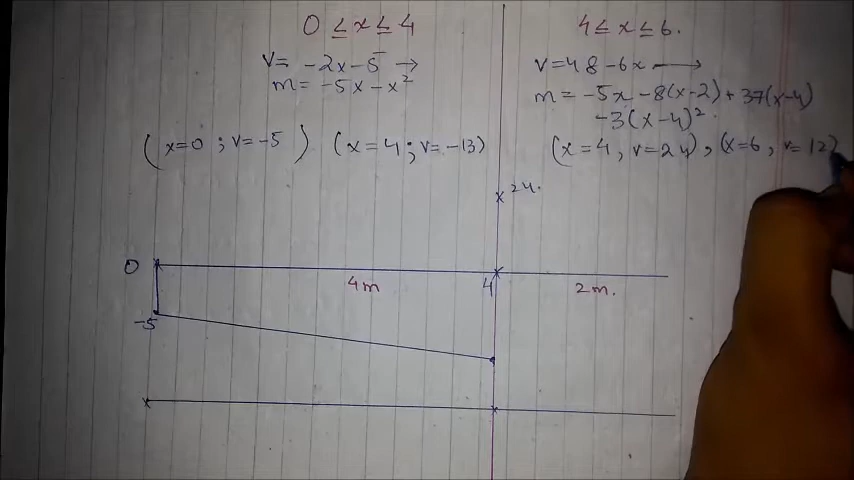 0 ≤ x ≤ 4
4 ≤ x ≤ 6.
V = -2x - 5 →
m = -5x - x²
V = 48 - 6x →
m = -5x - 8(x-2) + 37(x-4)
-3(x-4)².
(x=0 ; v=-5) (x=4 ; v=-13)
(x=4, v=24), (x=6, v=12)
24.
0
4m
4
2m.
-5